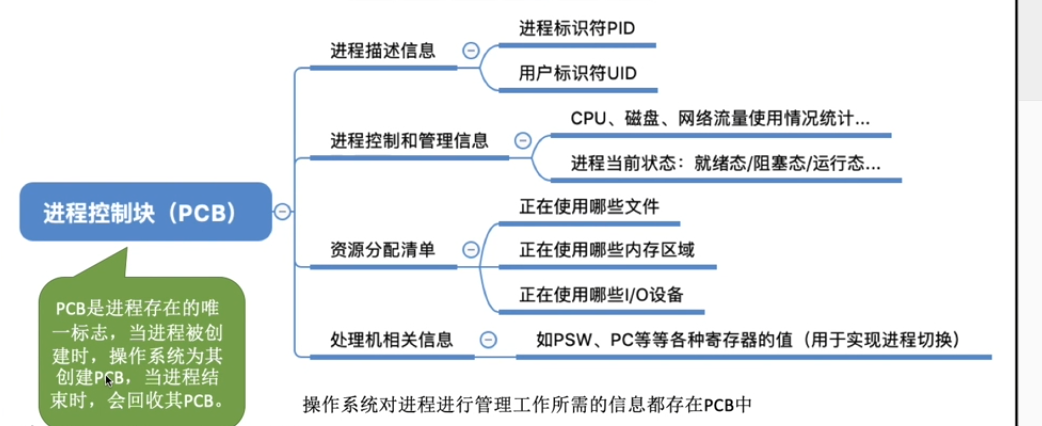 进程控制块（PCB）
PCB是进程存在的唯
一标志，当进程被创
建时，操作系统为其
创建PCB，当进程结
束时，会回收其PCB。
进程描述信息
进程标识符PID
用户标识符UID
进程控制和管理信息
CPU、磁盘、网络流量使用情况统计...
进程当前状态：就绪态/阻塞态/运行态...
资源分配清单
正在使用哪些文件
正在使用哪些内存区域
正在使用哪些I/O设备
处理机相关信息
如PSW、PC等等各种寄存器的值（用于实现进程切换）
操作系统对进程进行管理工作所需的信息都存在PCB中